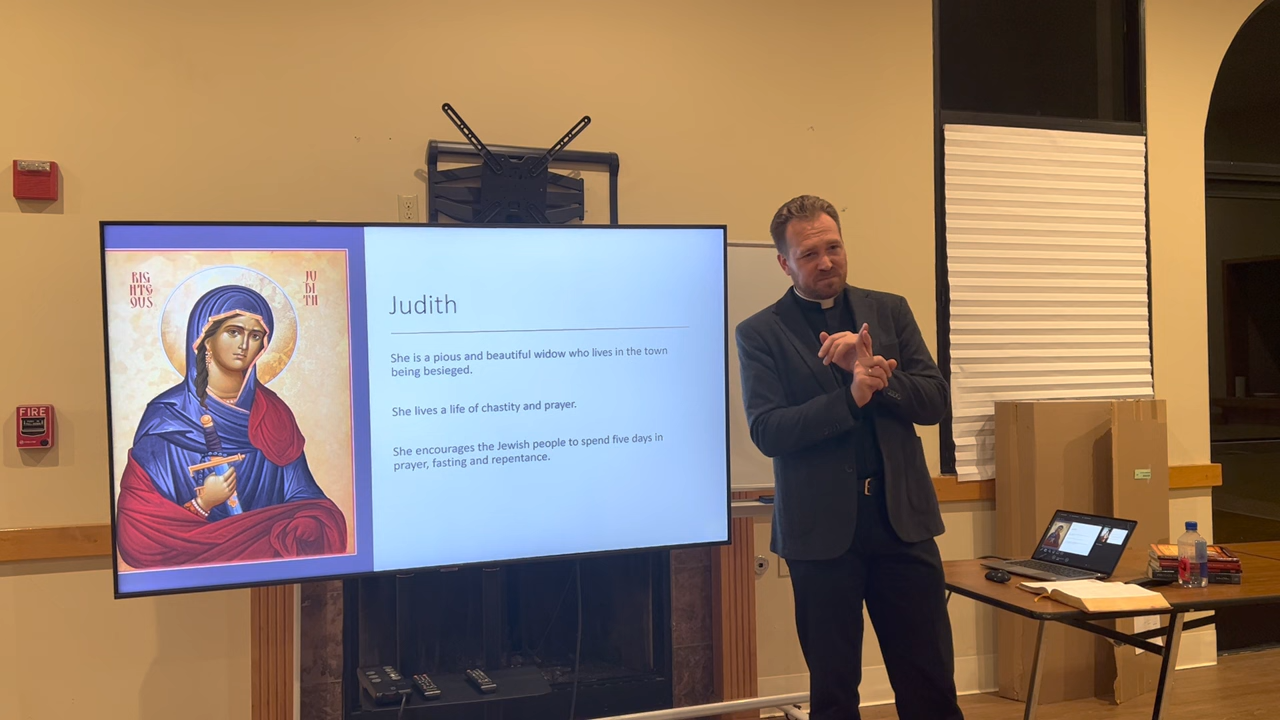 RIG
HTE
OUS
JU
DI
TH
Judith
She is a pious and beautiful widow who lives in the town
being besieged.
She lives a life of chastity and prayer.
She encourages the Jewish people to spend five days in
prayer, fasting and repentance.
FIRE